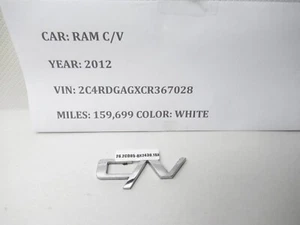 CAR: RAM C/V
YEAR: 2012
VIN: 2C4RDGAGXCR367028
MILES: 159,699 COLOR: WHITE
C/V